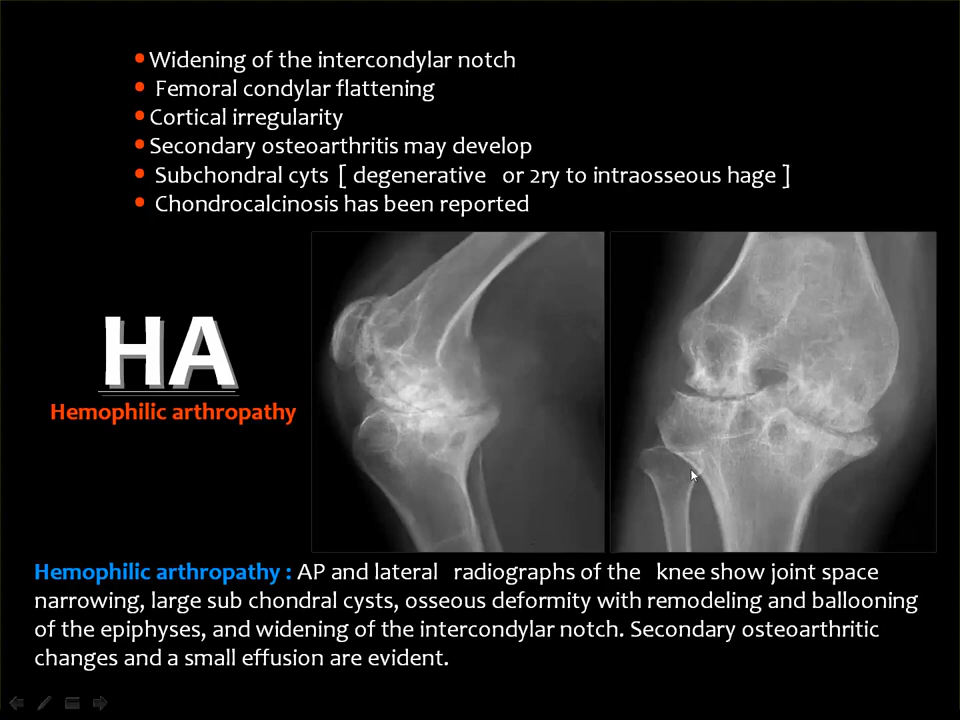 • Widening of the intercondylar notch
• Femoral condylar flattening
• Cortical irregularity
• Secondary osteoarthritis may develop
• Subchondral cyts [ degenerative or 2ry to intraosseous hage ]
• Chondrocalcinosis has been reported
HA
Hemophilic arthropathy
Hemophilic arthropathy : AP and lateral radiographs of the knee show joint space
narrowing, large sub chondral cysts, osseous deformity with remodeling and ballooning
of the epiphyses, and widening of the intercondylar notch. Secondary osteoarthritic
changes and a small effusion are evident.